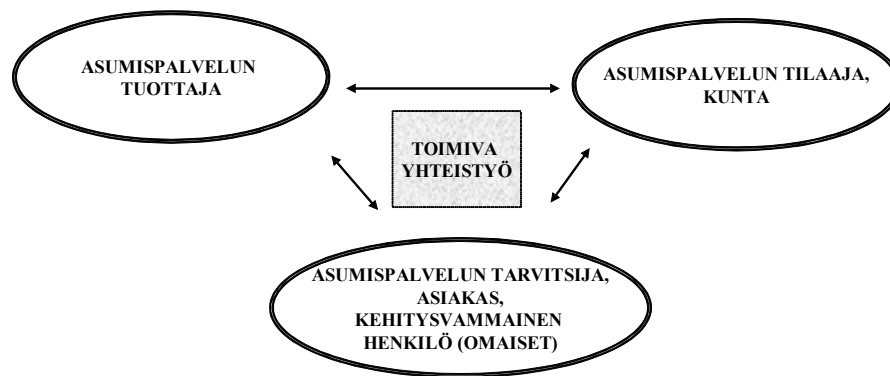 ASUMISPALVELUN
TUOTTAJA
ASUMISPALVELUN TILAAJA,
KUNTA
TOIMIVA
YHTEISTYÖ
ASUMISPALVELUN TARVITSIJA,
ASIAKAS,
KEHITYSVAMMAINEN
HENKILÖ (OMAISET)